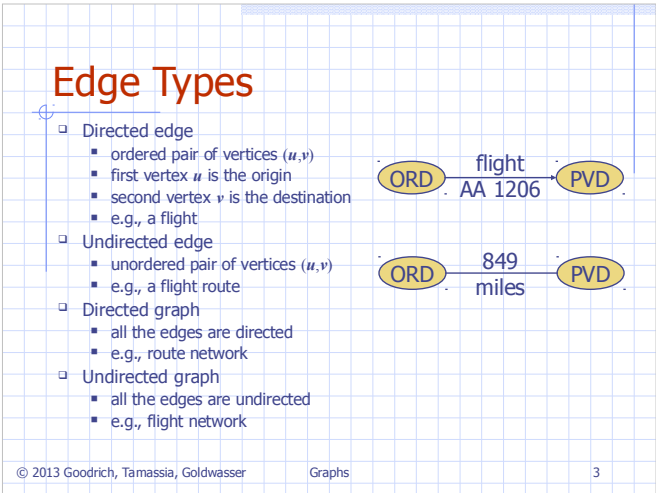 Edge Types
Directed edge
ordered pair of vertices (u,v)
first vertex u is the origin
second vertex v is the destination
e.g., a flight
Undirected edge
unordered pair of vertices (u,v)
e.g., a flight route
Directed graph
all the edges are directed
e.g., route network
Undirected graph
all the edges are undirected
e.g., flight network
ORD
flight
AA 1206
PVD
ORD
849
miles
PVD
© 2013 Goodrich, Tamassia, Goldwasser
Graphs
3